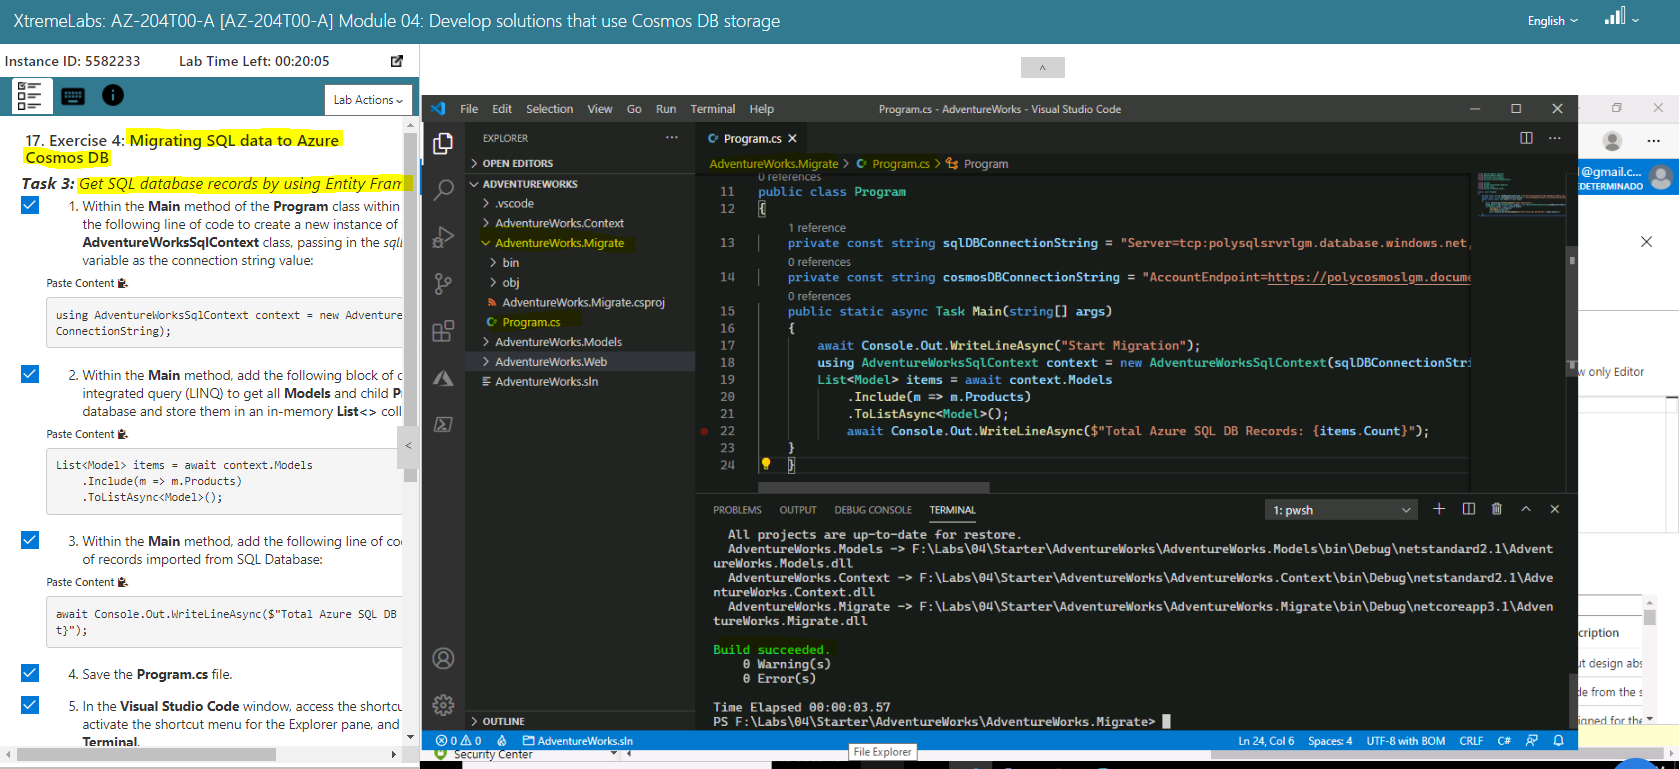 XtremeLabs: AZ-204T00-A [AZ-204T00-A] Module 04: Develop solutions that use Cosmos DB storage
English
Instance ID: 5582233
Lab Time Left: 00:20:05
Lab Actions
17. Exercise 4: Migrating SQL data to Azure
Cosmos DB
Task 3: Get SQL database records by using Entity Fram
1. Within the Main method of the Program class within
the following line of code to create a new instance of
AdventureWorksSqlContext class, passing in the sql
variable as the connection string value:
Paste Content
using AdventureWorksSqlContext context = new Adventure
ConnectionString);
2. Within the Main method, add the following block of c
integrated query (LINQ) to get all Models and child P
database and store them in an in-memory List<> coll
Paste Content
List<Model> items = await context.Models
.Include(m => m.Products)
.ToListAsync<Model>();
3. Within the Main method, add the following line of co
of records imported from SQL Database:
Paste Content
await Console.Out.WriteLineAsync($"Total Azure SQL DB
t}");
4. Save the Program.cs file.
5. In the Visual Studio Code window, access the shortcu
activate the shortcut menu for the Explorer pane, and
Terminal.
File Edit Selection View Go Run Terminal Help
Program.cs - AdventureWorks - Visual Studio Code
EXPLORER
OPEN EDITORS
ADVENTUREWORKS
.vscode
AdventureWorks.Context
AdventureWorks.Migrate
bin
obj
AdventureWorks.Migrate.csproj
Program.cs
AdventureWorks.Models
AdventureWorks.Web
AdventureWorks.sln
OUTLINE
Program.cs
AdventureWorks.Migrate > Program.cs > Program
0 references
11 public class Program
12 {
1 reference
13 private const string sqlDBConnectionString = "Server=tcp:polysqlsrvrlgm.database.windows.net,
0 references
14 private const string cosmosDBConnectionString = "AccountEndpoint=https://polycosmoslgm.docume
0 references
15 public static async Task Main(string[] args)
16 {
17 await Console.Out.WriteLineAsync("Start Migration");
18 using AdventureWorksSqlContext context = new AdventureWorksSqlContext(sqlDBConnectionStri
19 List<Model> items = await context.Models
20 .Include(m => m.Products)
21 .ToListAsync<Model>();
22 await Console.Out.WriteLineAsync($"Total Azure SQL DB Records: {items.Count}");
23 }
24 }
PROBLEMS OUTPUT DEBUG CONSOLE TERMINAL
1: pwsh
All projects are up-to-date for restore.
AdventureWorks.Models -> F:\Labs\04\Starter\AdventureWorks\AdventureWorks.Models\bin\Debug\netstandard2.1\Advent
ureWorks.Models.dll
AdventureWorks.Context -> F:\Labs\04\Starter\AdventureWorks\AdventureWorks.Context\bin\Debug\netstandard2.1\Adve
ntureWorks.Context.dll
AdventureWorks.Migrate -> F:\Labs\04\Starter\AdventureWorks\AdventureWorks.Migrate\bin\Debug\netcoreapp3.1\Adven
tureWorks.Migrate.dll
Build succeeded.
0 Warning(s)
0 Error(s)
Time Elapsed 00:00:03.57
PS F:\Labs\04\Starter\AdventureWorks\AdventureWorks.Migrate>
0 0 AdventureWorks.sln
Ln 24, Col 6 Spaces: 4 UTF-8 with BOM CRLF C#
Security Center
File Explorer
@gmail.c...
EDETERMINADO
w only Editor
cription
ut design abs
de from the s
igned for the